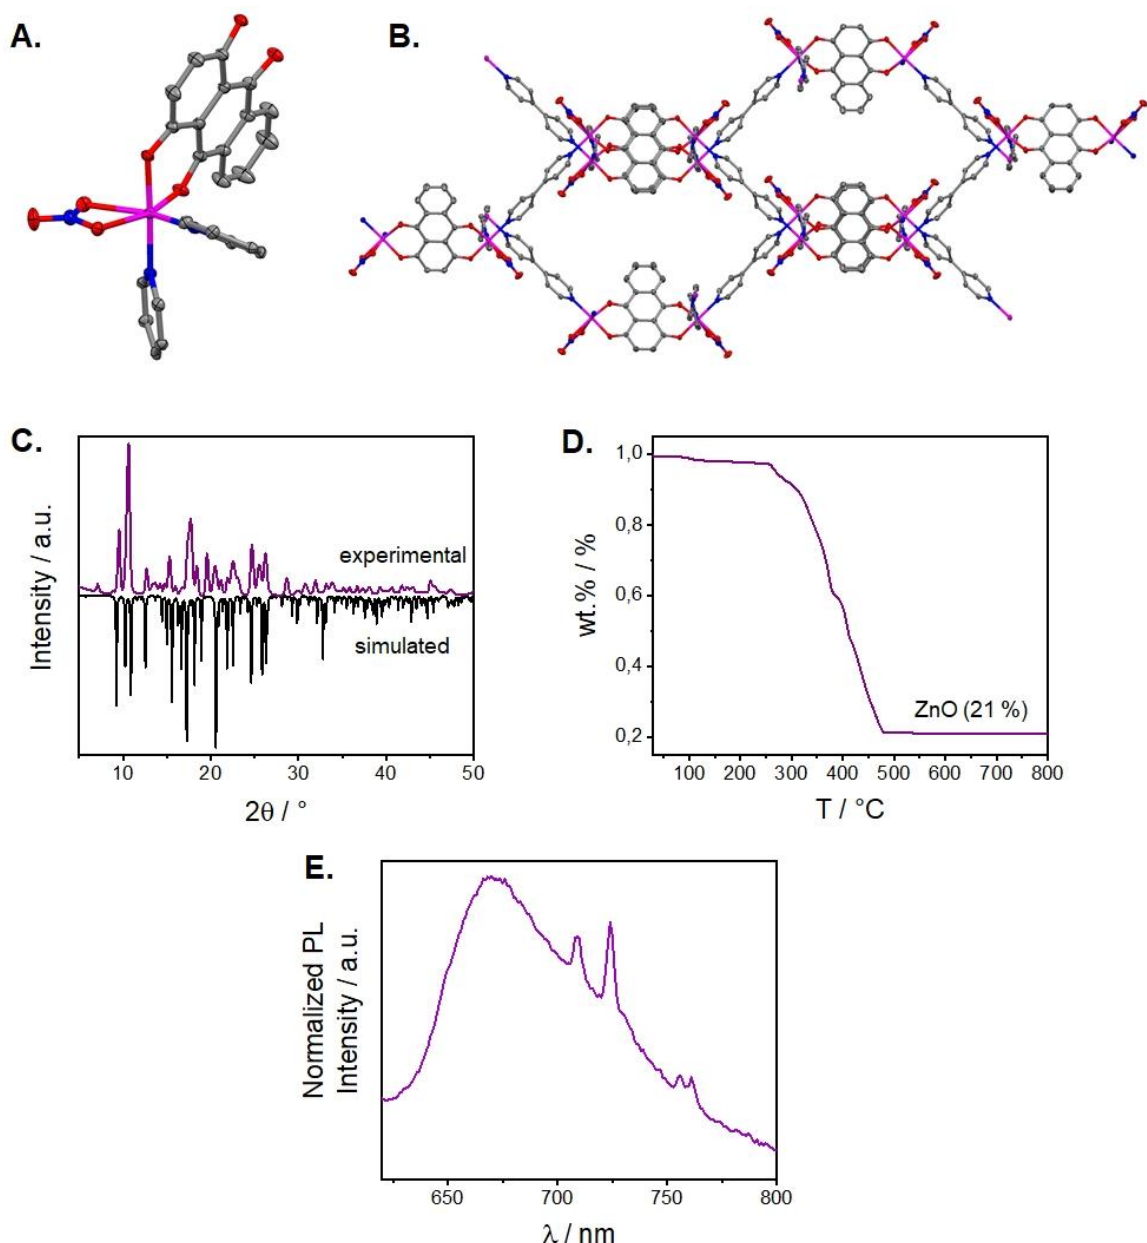 A.
B.
C.
Intensity / a.u.
experimental
simulated
10 20 30 40 50
2θ / °
D.
wt.% / %
1,0
0,8
0,6
0,4
0,2
ZnO (21 %)
100 200 300 400 500 600 700 800
T / °C
E.
Normalized PL
Intensity / a.u.
650 700 750 800
λ / nm